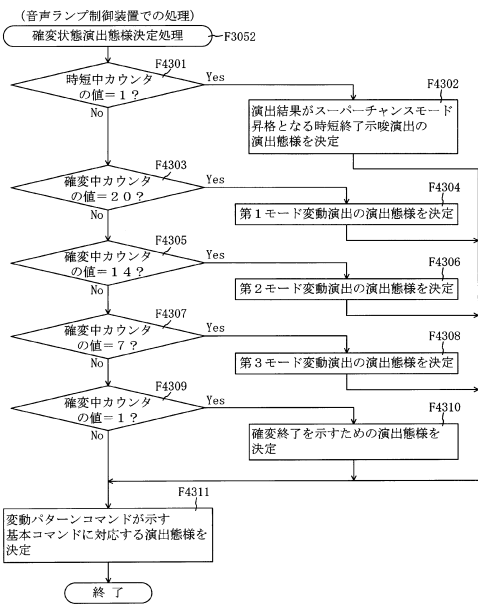 （音声ランプ制御装置での処理）
確変状態演出態様決定処理
F3052
F4301
時短中カウンタ
の値＝１？
Yes
No
F4302
演出結果がスーパーチャンスモード
昇格となる時短終了示唆演出の
演出態様を決定
F4303
確変中カウンタ
の値＝２０？
Yes
No
F4304
第１モード変動演出の演出態様を決定
F4305
確変中カウンタ
の値＝１４？
Yes
No
F4306
第２モード変動演出の演出態様を決定
F4307
確変中カウンタ
の値＝７？
Yes
No
F4308
第３モード変動演出の演出態様を決定
F4309
確変中カウンタ
の値＝１？
Yes
No
F4310
確変終了を示すための演出態様を
決定
F4311
変動パターンコマンドが示す
基本コマンドに対応する演出態様を
決定
終 了